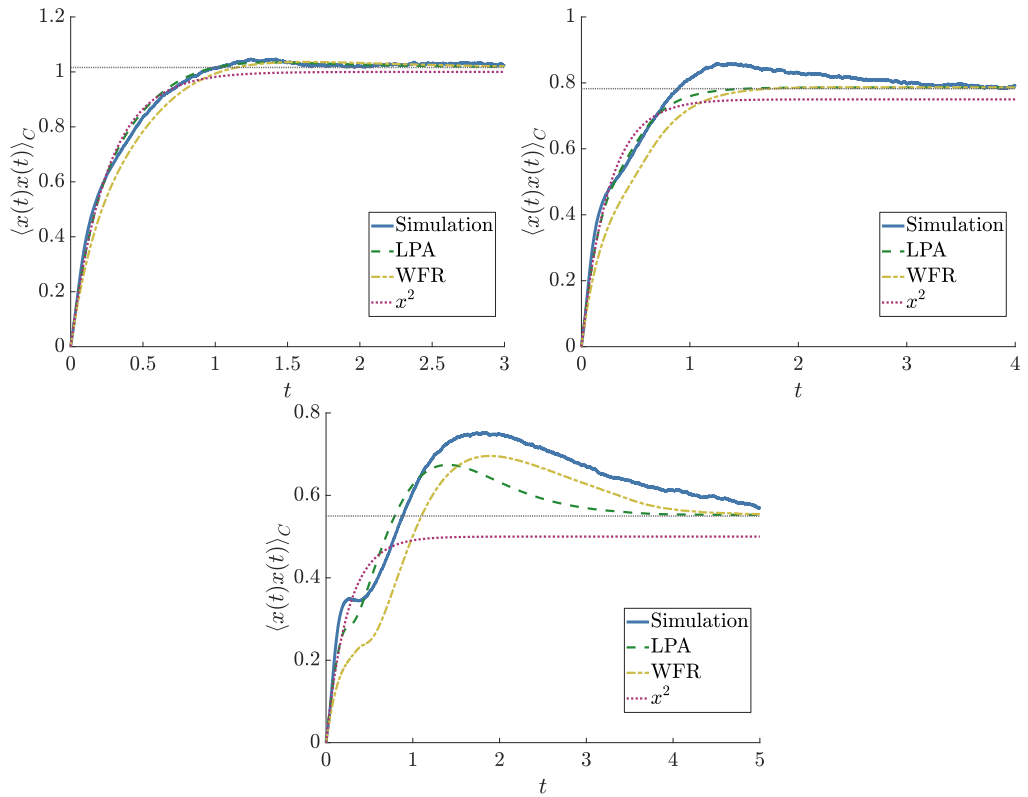 1.2
1
0.8
0.6
0.4
0.2
0
0 0.5 1 1.5 2 2.5 3
t
⟨x(t)x(t)⟩_C
Simulation
LPA
WFR
x²
1
0.8
0.6
0.4
0.2
0
0 1 2 3 4
t
⟨x(t)x(t)⟩_C
Simulation
LPA
WFR
x²
0.8
0.6
0.4
0.2
0
0 1 2 3 4 5
t
⟨x(t)x(t)⟩_C
Simulation
LPA
WFR
x²